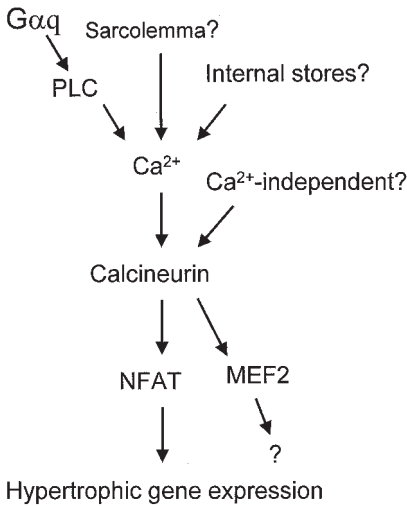 Gαq
Sarcolemma?
Internal stores?
PLC
Ca²⁺
Ca²⁺-independent?
Calcineurin
NFAT
MEF2
?
Hypertrophic gene expression